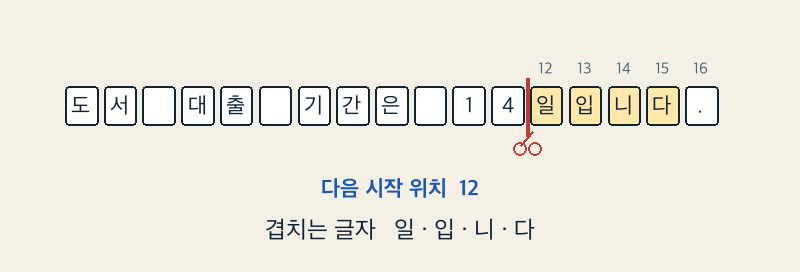 12 13 14 15 16
도서 대출 기간은 14일입니다.
다음 시작 위치 12
겹치는 글자 일 · 입 · 니 · 다